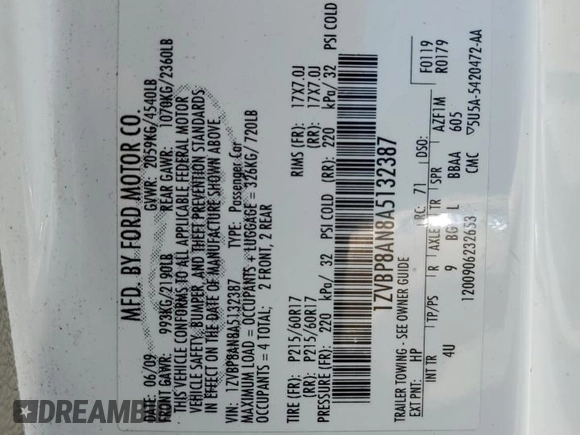 MFD. BY FORD MOTOR CO.
DATE: 06/09 GVWR: 2059KG/4540LB
FRONT GAWR: 993KG/2190LB REAR GAWR: 1070KG/2360LB
THIS VEHICLE CONFORMS TO ALL APPLICABLE FEDERAL MOTOR
VEHICLE SAFETY, BUMPER, AND THEFT PREVENTION STANDARDS
IN EFFECT ON THE DATE OF MANUFACTURE SHOWN ABOVE.
VIN: 1ZVBP8AN8A5132387 TYPE: Passenger Car
MAXIMUM LOAD = OCCUPANTS + LUGGAGE = 326KG/ 720LB
OCCUPANTS = 4 TOTAL; 2 FRONT, 2 REAR
TIRE (FR): P215/60R17 RIMS (FR): 17X7.0J
(RR): P215/60R17 (RR): 17X7.0J
PRESSURE (FR): 220 kPa/ 32 PSI COLD (RR): 220 kPa/ 32 PSI COLD
1ZVBP8AN8A5132387
TRAILER TOWING - SEE OWNER GUIDE F0119
EXT PNT: HP RC: 71 DSO: R0179
INT TR TP/PS R AXLE TR SPR AZF1M
4U 9 BG L BBAA 605
1200906232653 CMC ▽5U5A-5420472-AA
DREAMB